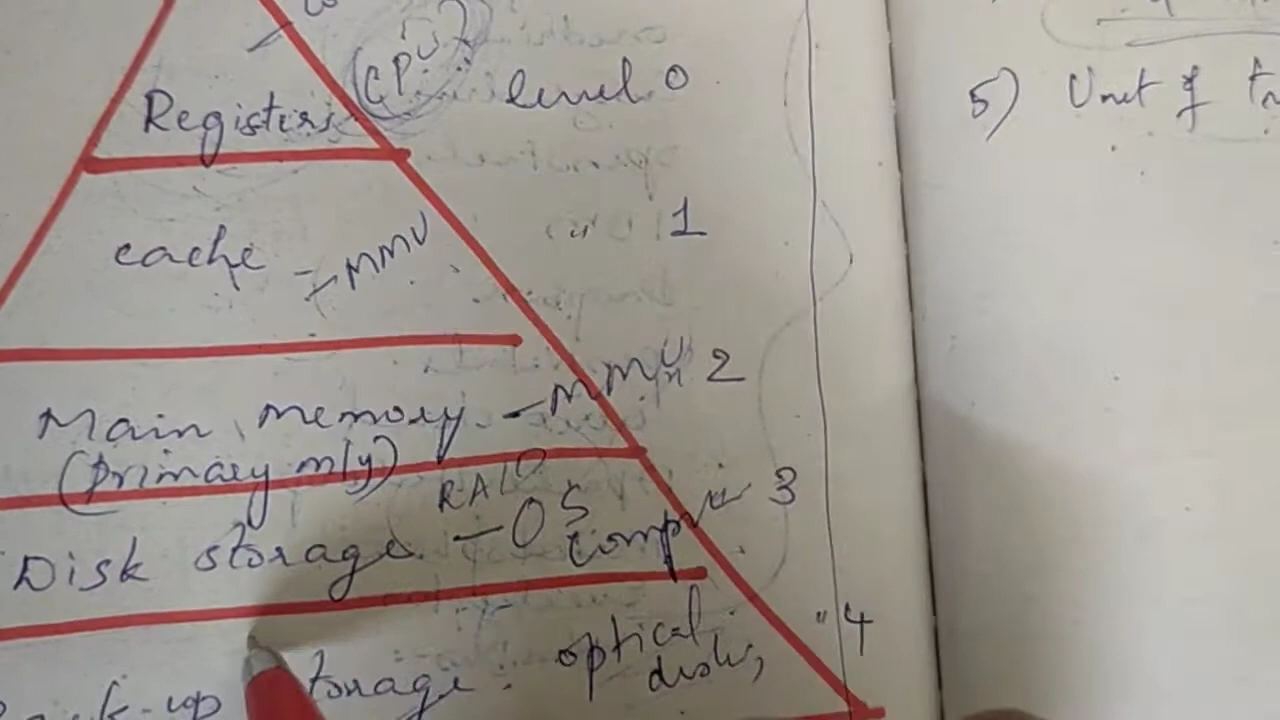 (CPU)
Registers level 0
cache - MMU " 1
Main memory - MMU " 2
(primary m/y)
RAID
Disk storage - OS 3
" 4
storage optical
disks,
5) Unit of